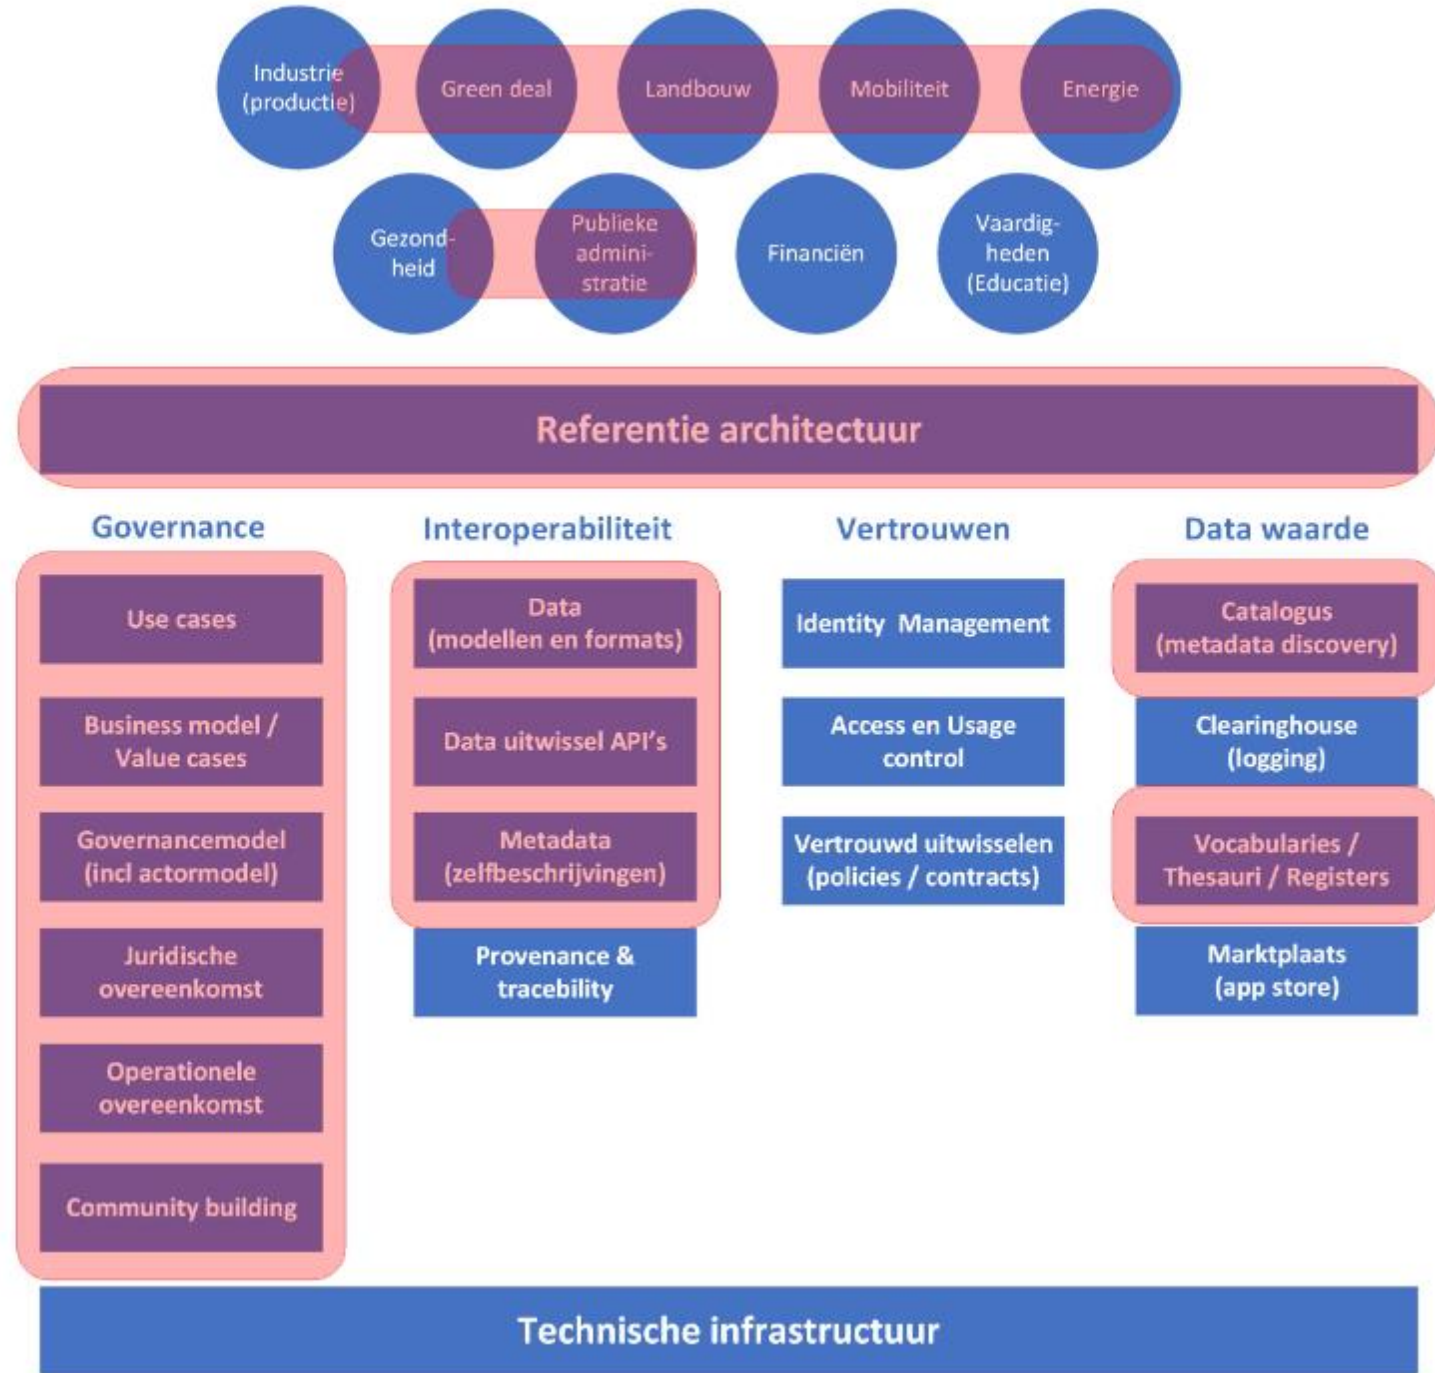 Industrie
(productie)
Green deal
Landbouw
Mobiliteit
Energie
Gezond-
heid
Publieke
admini-
stratie
Financiën
Vaardig-
heden
(Educatie)
Referentie architectuur
Governance
Interoperabiliteit
Vertrouwen
Data waarde
Use cases
Data
(modellen en formats)
Identity Management
Catalogus
(metadata discovery)
Business model /
Value cases
Data uitwissel API's
Access en Usage
control
Clearinghouse
(logging)
Governancemodel
(incl actormodel)
Metadata
(zelfbeschrijvingen)
Vertrouwd uitwisselen
(policies / contracts)
Vocabularies /
Thesauri / Registers
Juridische
overeenkomst
Provenance &
tracebility
Marktplaats
(app store)
Operationele
overeenkomst
Community building
Technische infrastructuur